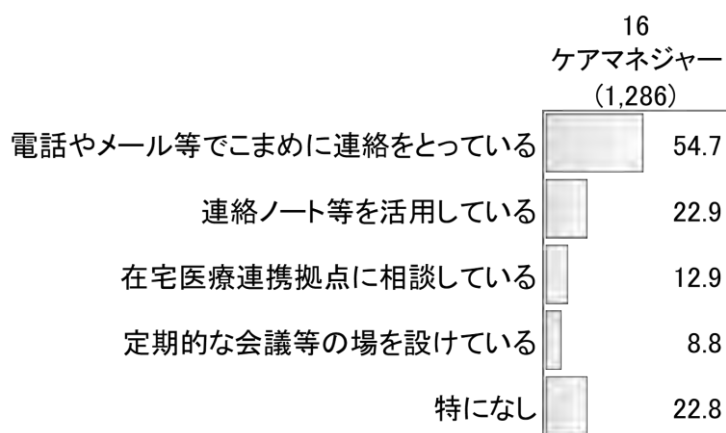 16
ケアマネジャー
(1,286)
電話やメール等でこまめに連絡をとっている 54.7
連絡ノート等を活用している 22.9
在宅医療連携拠点に相談している 12.9
定期的な会議等の場を設けている 8.8
特になし 22.8